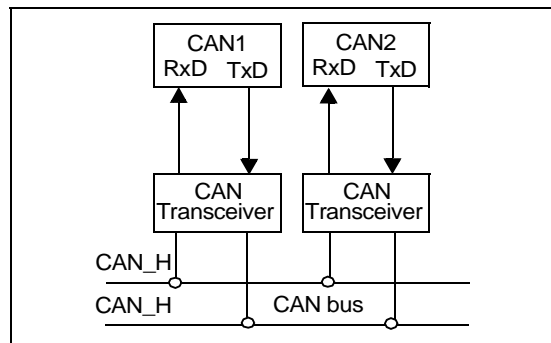 CAN1
RxD TxD
CAN2
RxD TxD
CAN
Transceiver
CAN
Transceiver
CAN_H
CAN_H
CAN bus